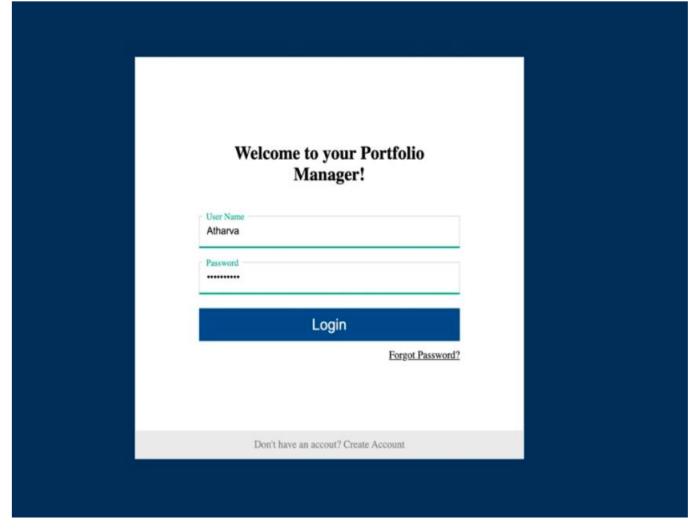 Welcome to your Portfolio
Manager!
User Name
Atharva
Password
••••••••••
Login
Forgot Password?
Don't have an accout? Create Account